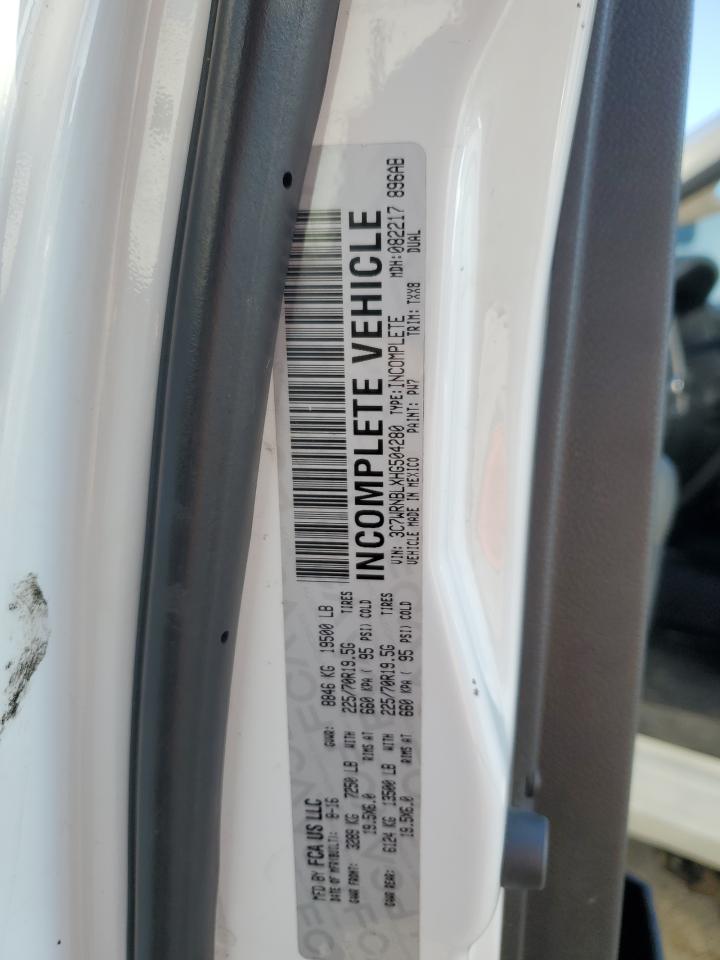 MFD BY FCA US LLC
DATE OF MFR(BUILT): 8-16 GVWR: 8846 KG 19500 LB
GAWR FRONT: 3289 KG 7250 LB WITH 225/70R19.5G TIRES
19.5X6.0 RIMS AT 660 KPA ( 95 PSI) COLD
GAWR REAR: 6124 KG 13500 LB WITH 225/70R19.5G TIRES
19.5X6.0 RIMS AT 660 KPA ( 95 PSI) COLD
INCOMPLETE VEHICLE
VIN: 3C7WRNBLXHG504280 TYPE:INCOMPLETE MDH:082217 896AB
VEHICLE MADE IN MEXICO PAINT: PW7 TRIM: TXX8 DUAL